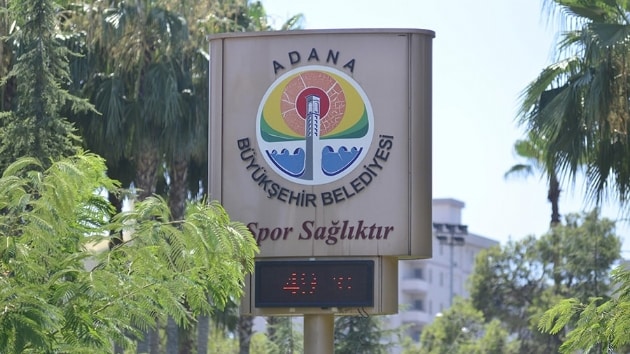 ADANA
BÜYÜKŞEHİR BELEDİYESİ
Spor Sağlıktır
°C